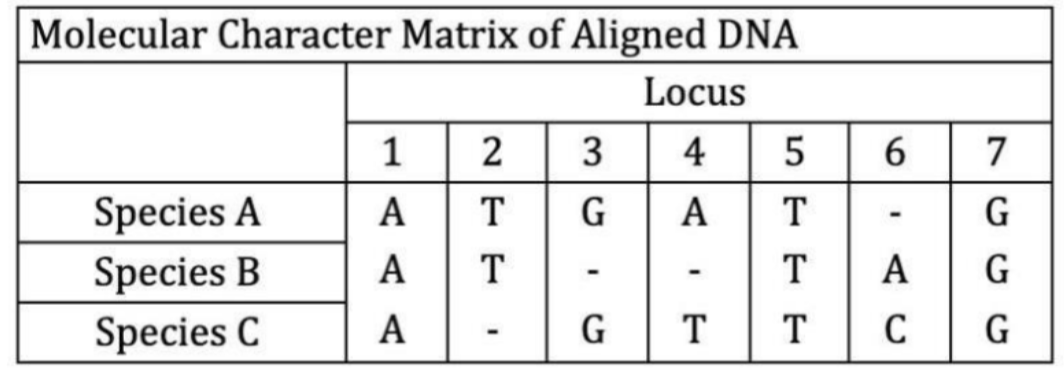 Molecular Character Matrix of Aligned DNA
Locus
1 2 3 4 5 6 7
Species A A T G A T - G
Species B A T - - T A G
Species C A - G T T C G